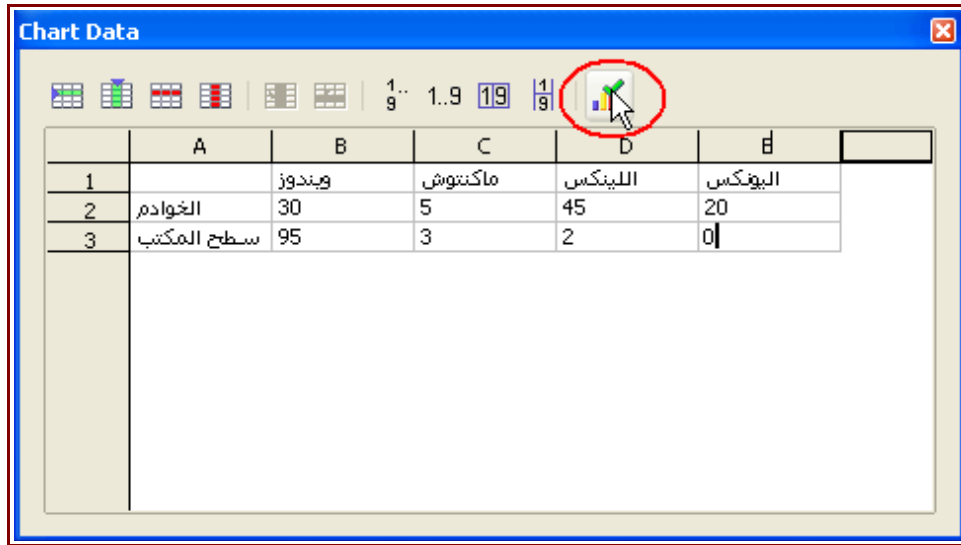 Chart Data
1.. 9 1..9 19 1 9
A B C D E
1 ويندوز ماكنتوش اللينكس اليونكس
2 الخوادم 30 5 45 20
3 سطح المكتب 95 3 2 0